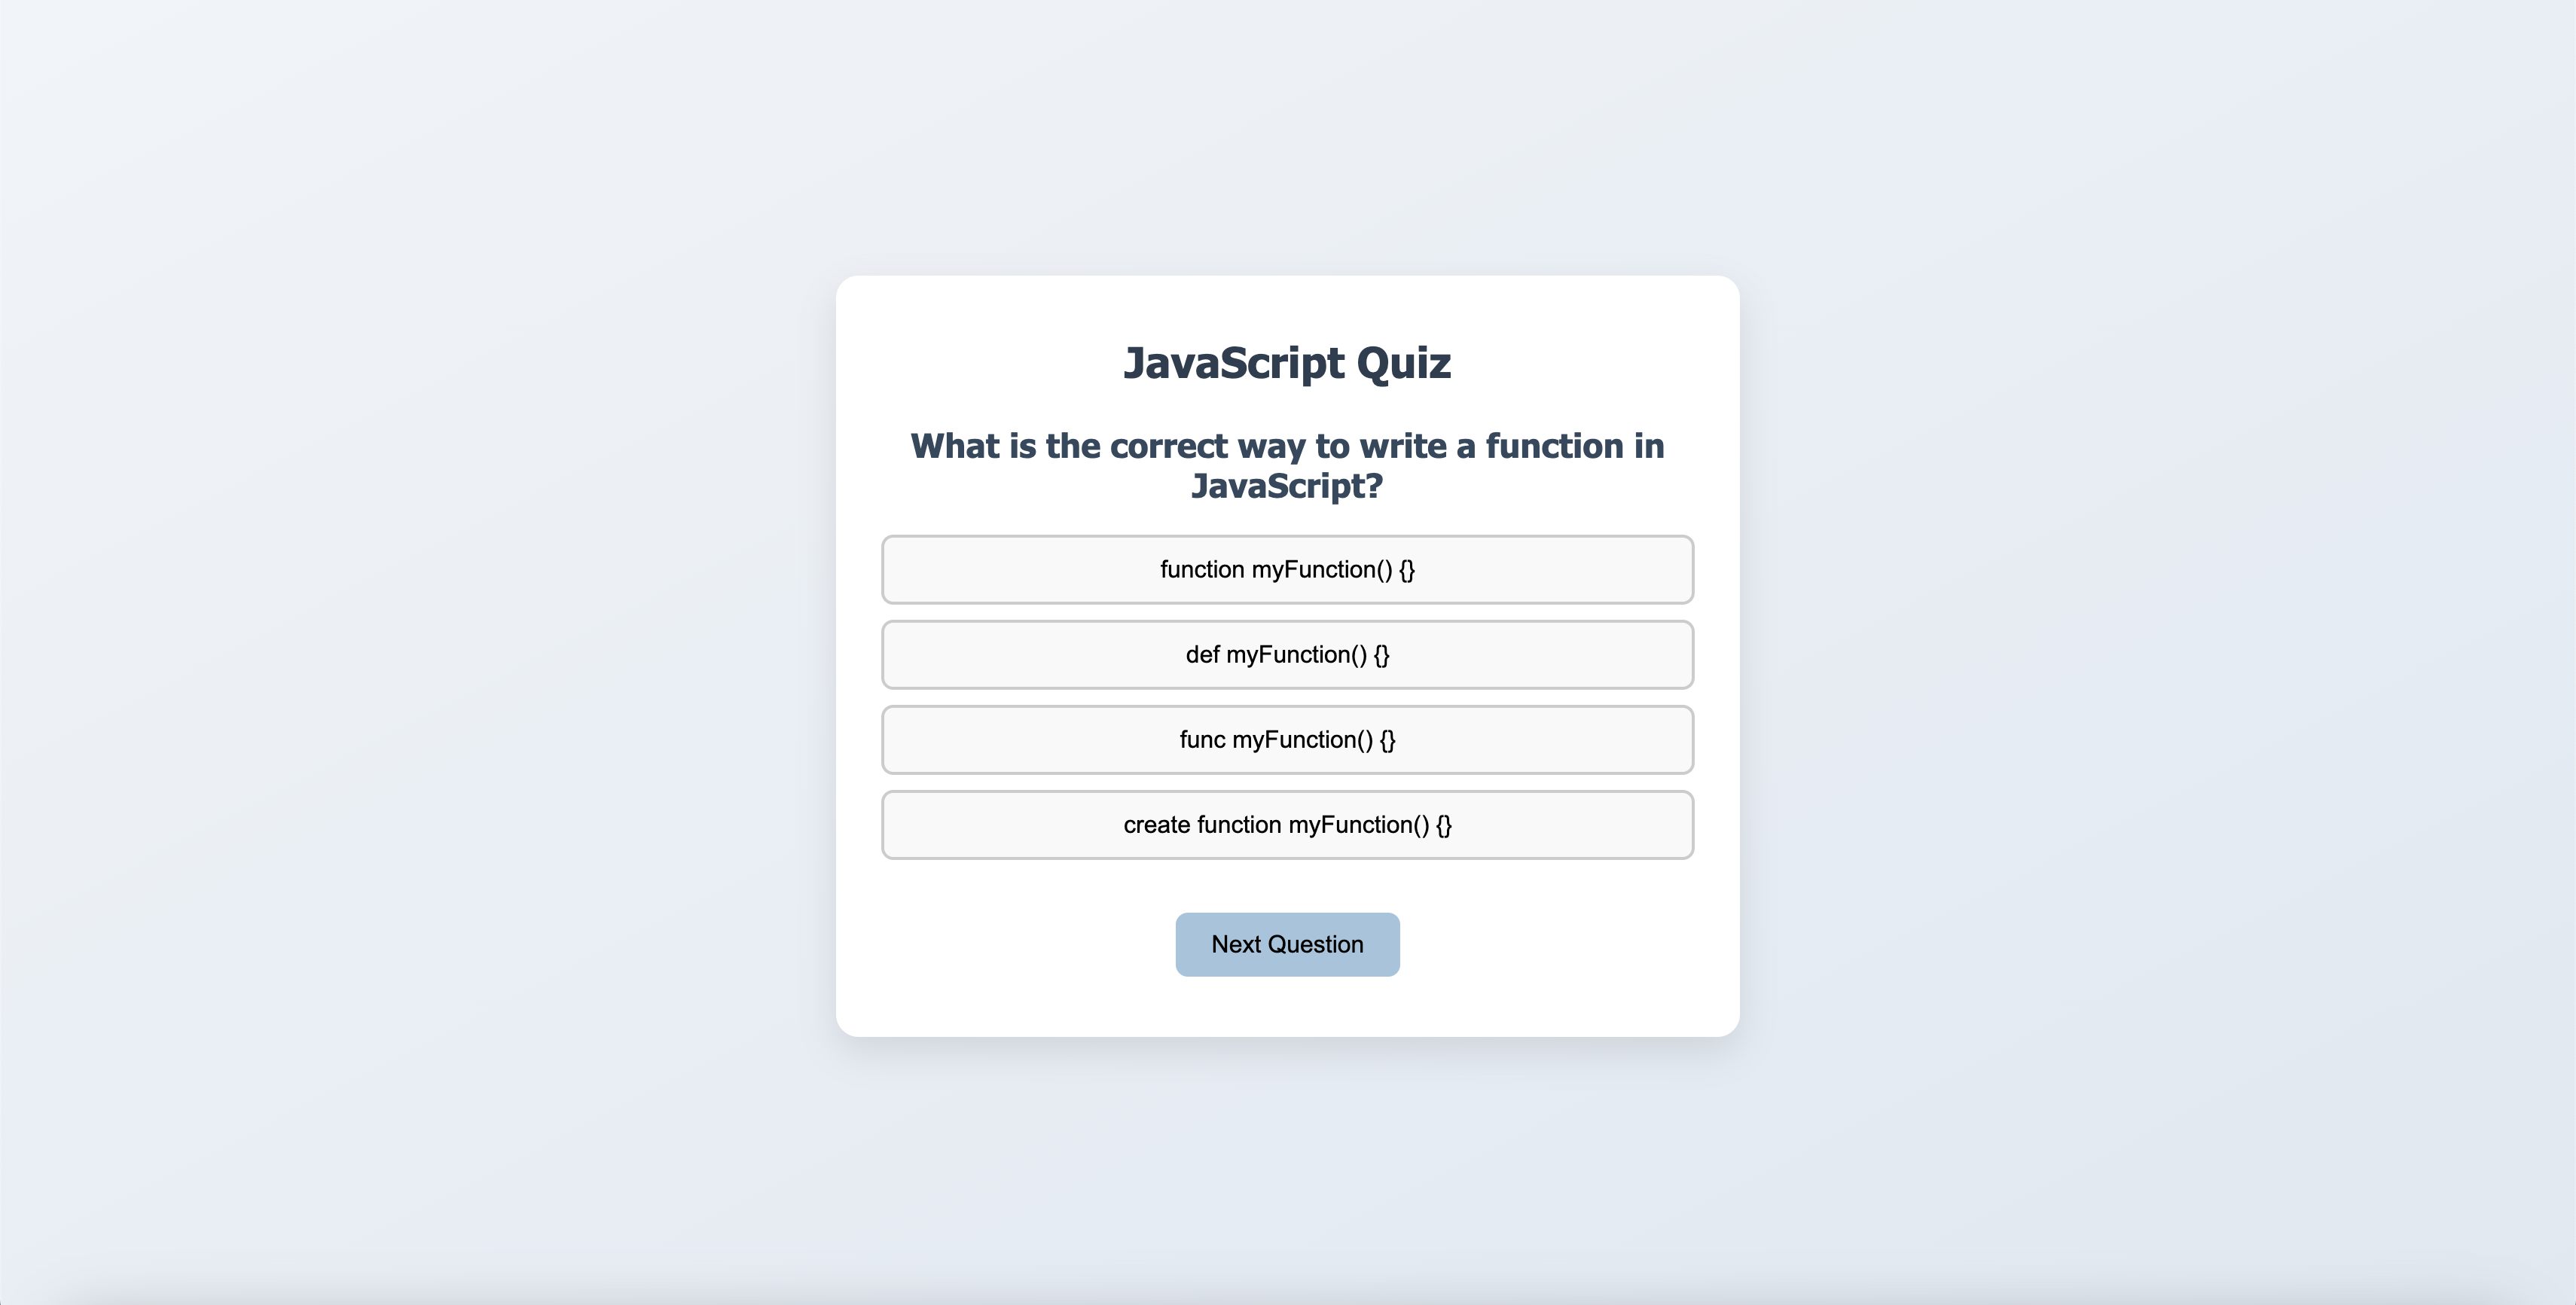 JavaScript Quiz
What is the correct way to write a function in
JavaScript?
function myFunction() {}
def myFunction() {}
func myFunction() {}
create function myFunction() {}
Next Question